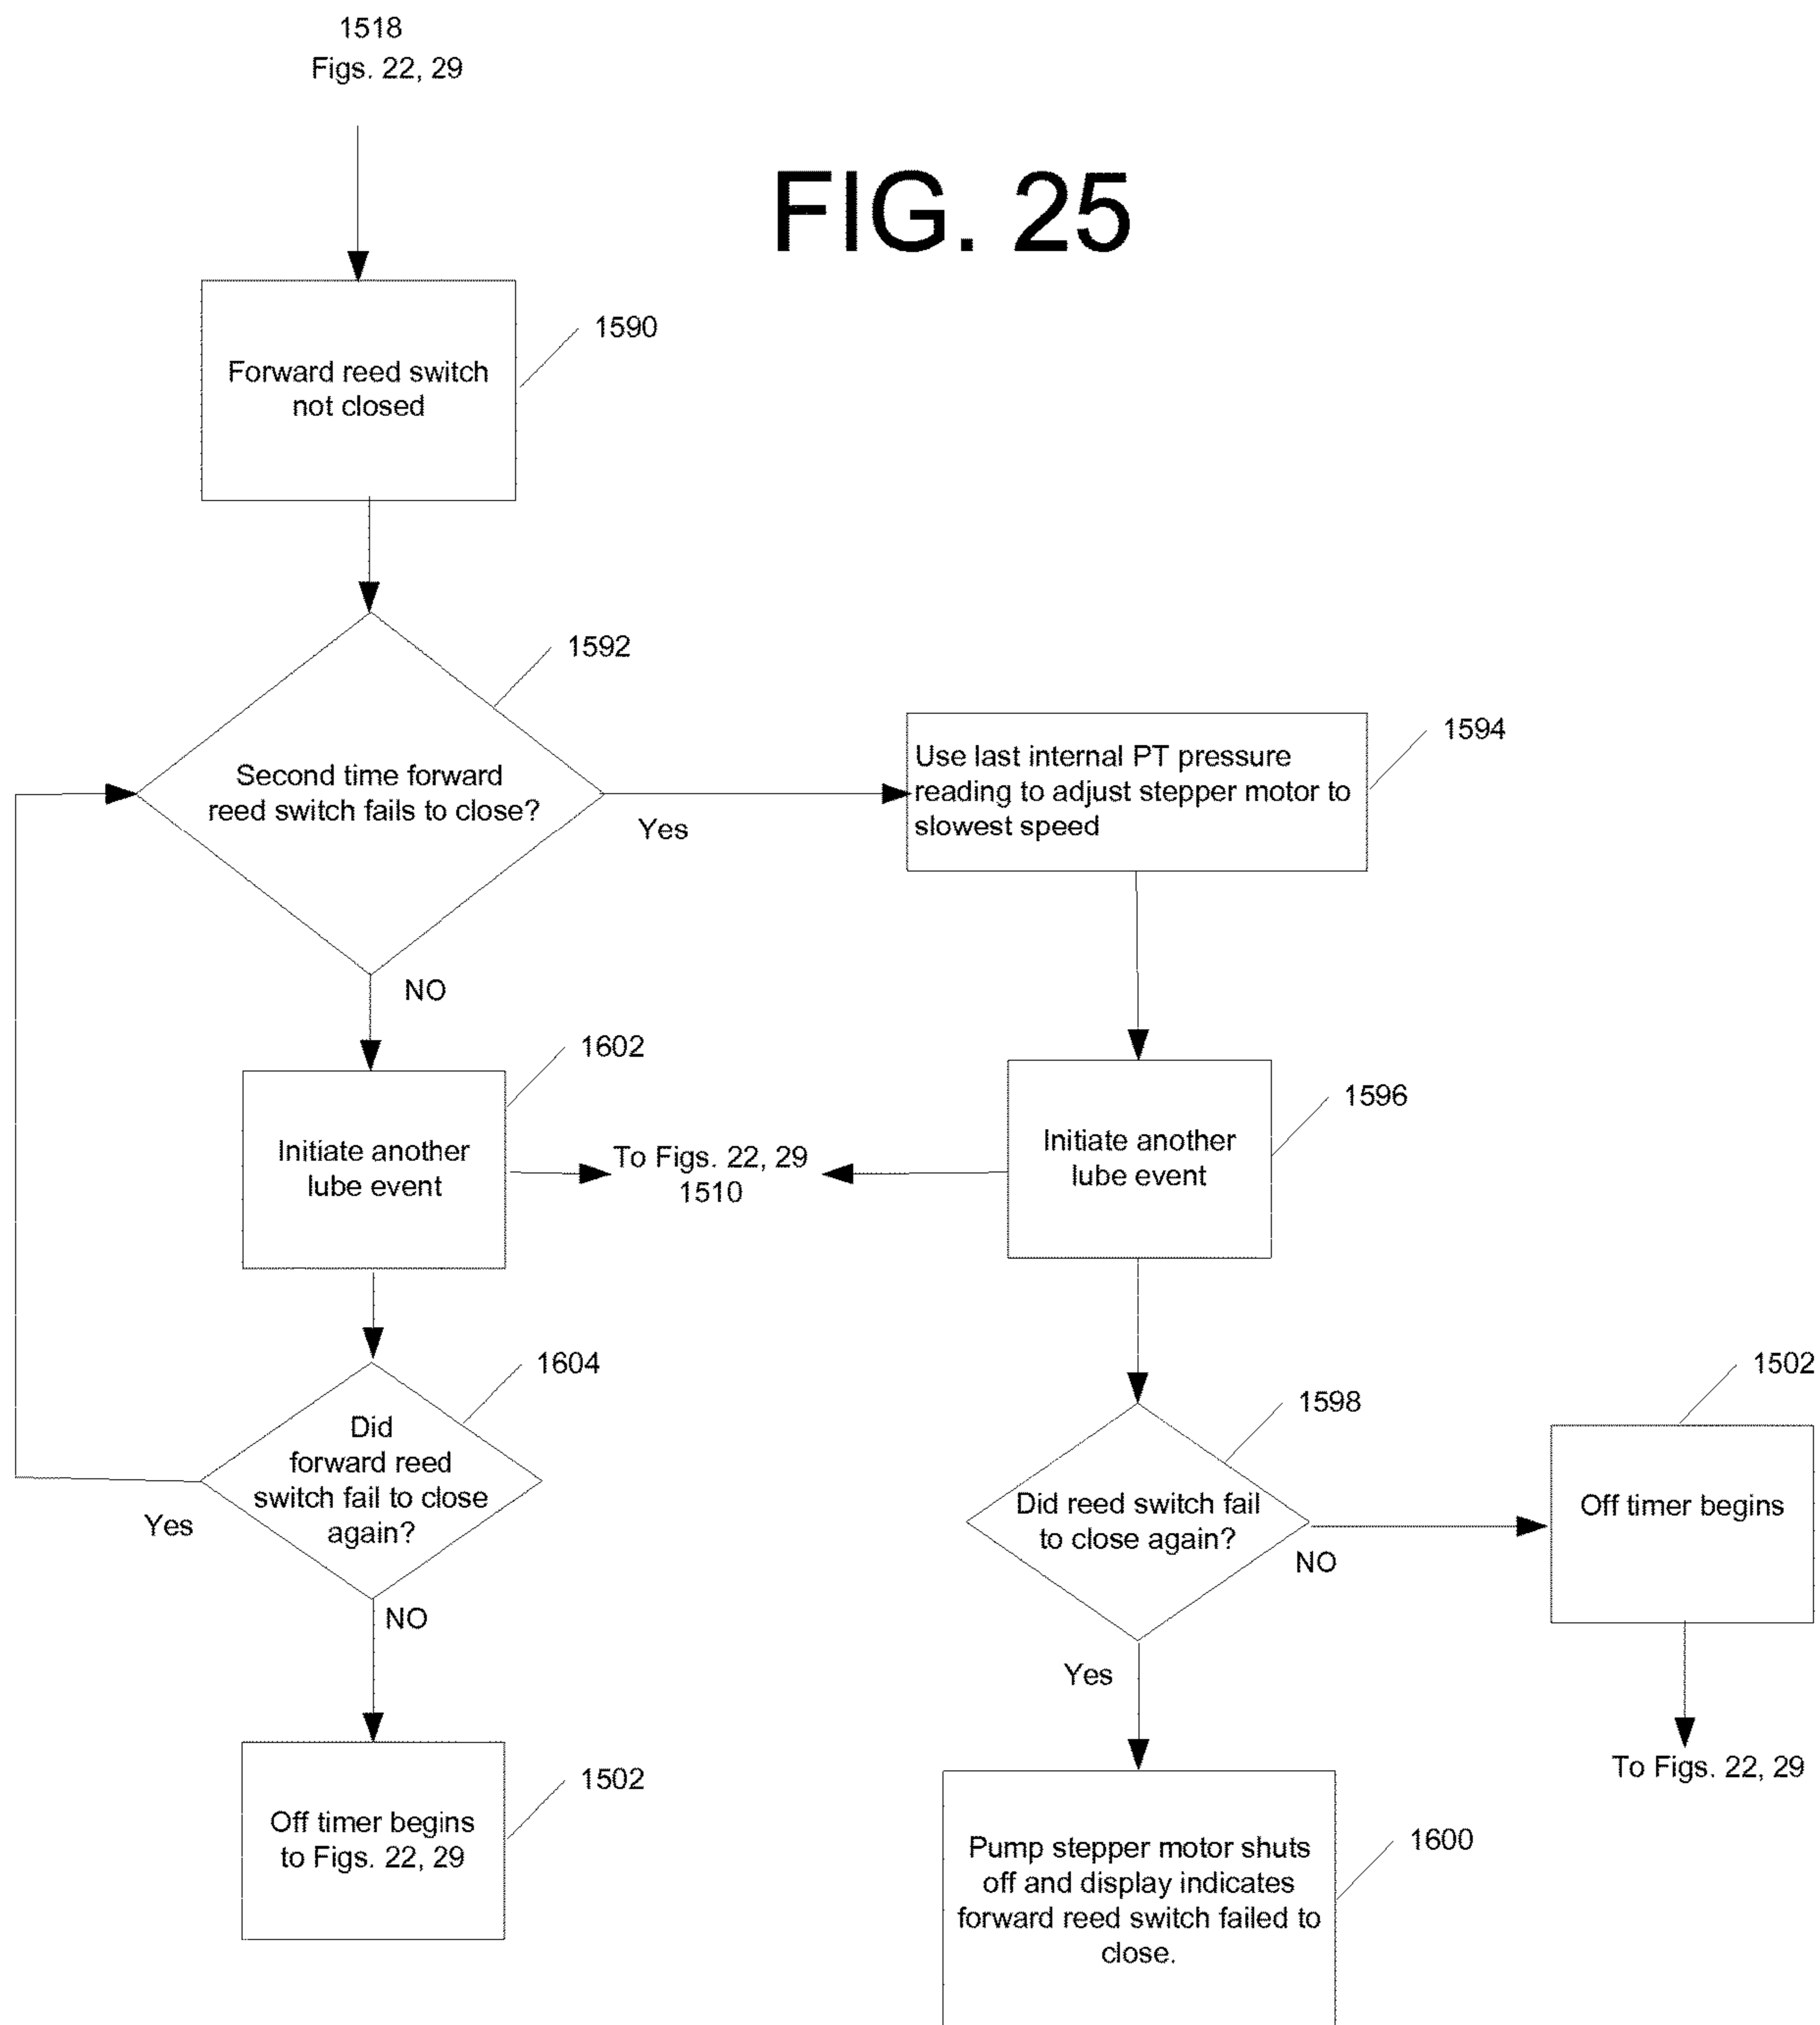 1518
Figs. 22, 29
FIG. 25
1590
Forward reed switch
not closed
1592
Second time forward
reed switch fails to close?
Yes
NO
1594
Use last internal PT pressure
reading to adjust stepper motor to
slowest speed
1602
Initiate another
lube event
To Figs. 22, 29
1510
1596
Initiate another
lube event
1604
Did
forward reed
switch fail to close
again?
Yes
NO
1598
Did reed switch fail
to close again?
NO
Yes
1502
Off timer begins
To Figs. 22, 29
1502
Off timer begins
to Figs. 22, 29
1600
Pump stepper motor shuts
off and display indicates
forward reed switch failed to
close.